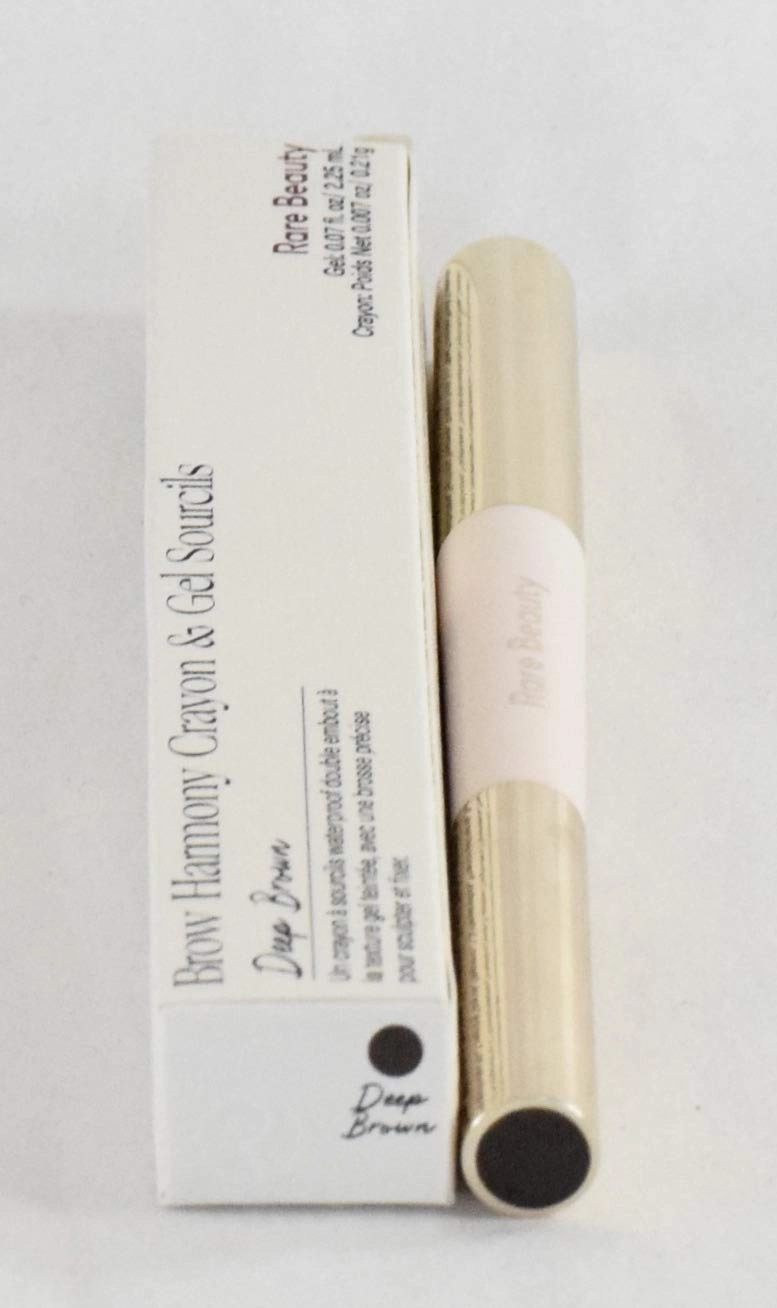 Brow Harmony Crayon & Gel Sourcils
Deep Brown
Un crayon à sourcils waterproof double embout à
la texture gel teintée, avec une brosse précise
pour sculpter et fixer.
Rare Beauty
Gel: 0.07 fl. oz/ 2.25 mL
Crayon: Poids Net 0.007 oz/ 0.21g
Deep
Brown
Rare Beauty